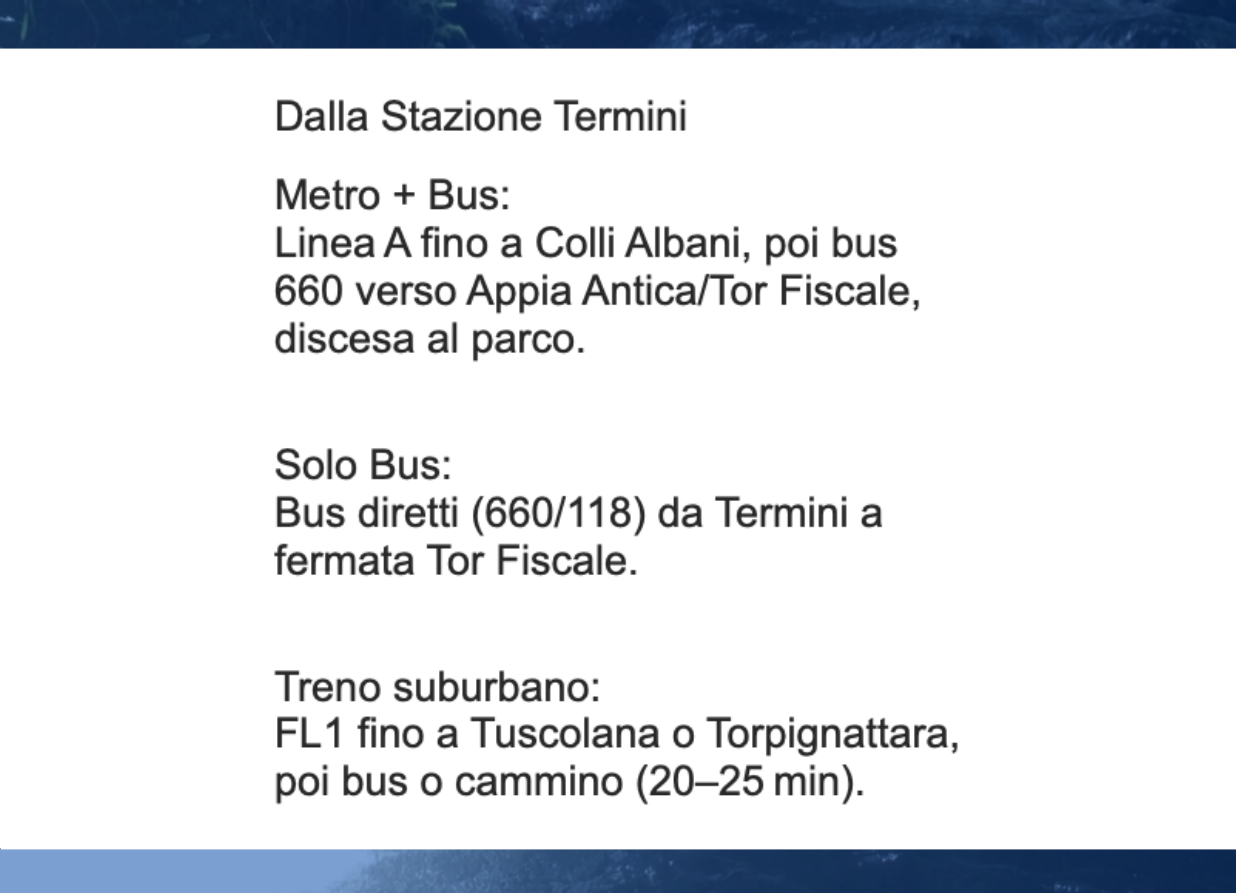 Dalla Stazione Termini
Metro + Bus:
Linea A fino a Colli Albani, poi bus
660 verso Appia Antica/Tor Fiscale,
discesa al parco.
Solo Bus:
Bus diretti (660/118) da Termini a
fermata Tor Fiscale.
Treno suburbano:
FL1 fino a Tuscolana o Torpignattara,
poi bus o cammino (20–25 min).